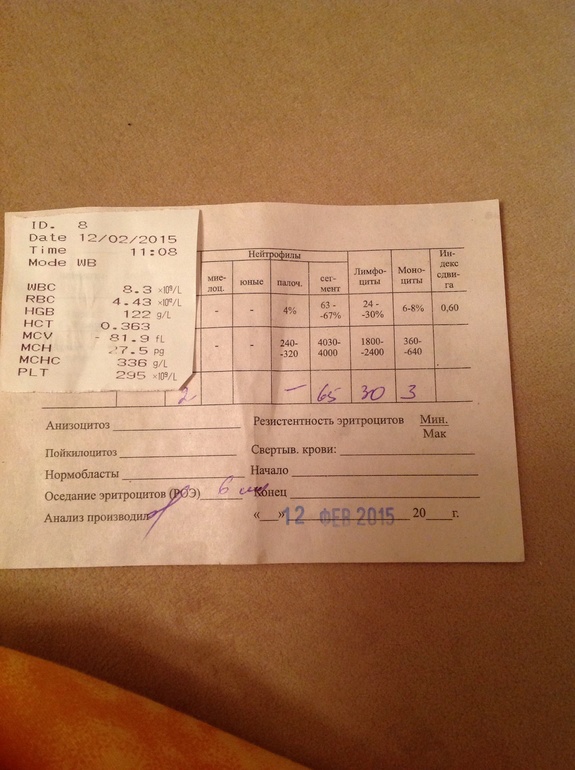 ID. 8
Date 12/02/2015
Time 11:08
Mode WB
WBC 8.3 ×10⁹/L
RBC 4.43 ×10¹²/L
HGB 122 g/L
HCT 0.363
MCV - 81.9 fL
MCH 27.5 pg
MCHC 336 g/L
PLT 295 ×10⁹/L
Нейтрофилы
мие-
лоц.
юные
палоч.
сег-
мент
Лимфо-
циты
Моно-
циты
Ин-
декс
сдви-
га
- - 4% 63 - -67% 24 - -30% 6-8% 0,60
- - 240- -320 4030- 4000 1800- -2400 360- -640
2 - 65 30 3
Анизоцитоз
Резистентность эритроцитов Мин.
Мак
Пойкилоцитоз
Свертыв. крови:
Нормобласты
Начало
Оседание эритроцитов (РОЭ) 6
Конец
Анализ производил
« » 12 ФЕВ 2015 20 г.